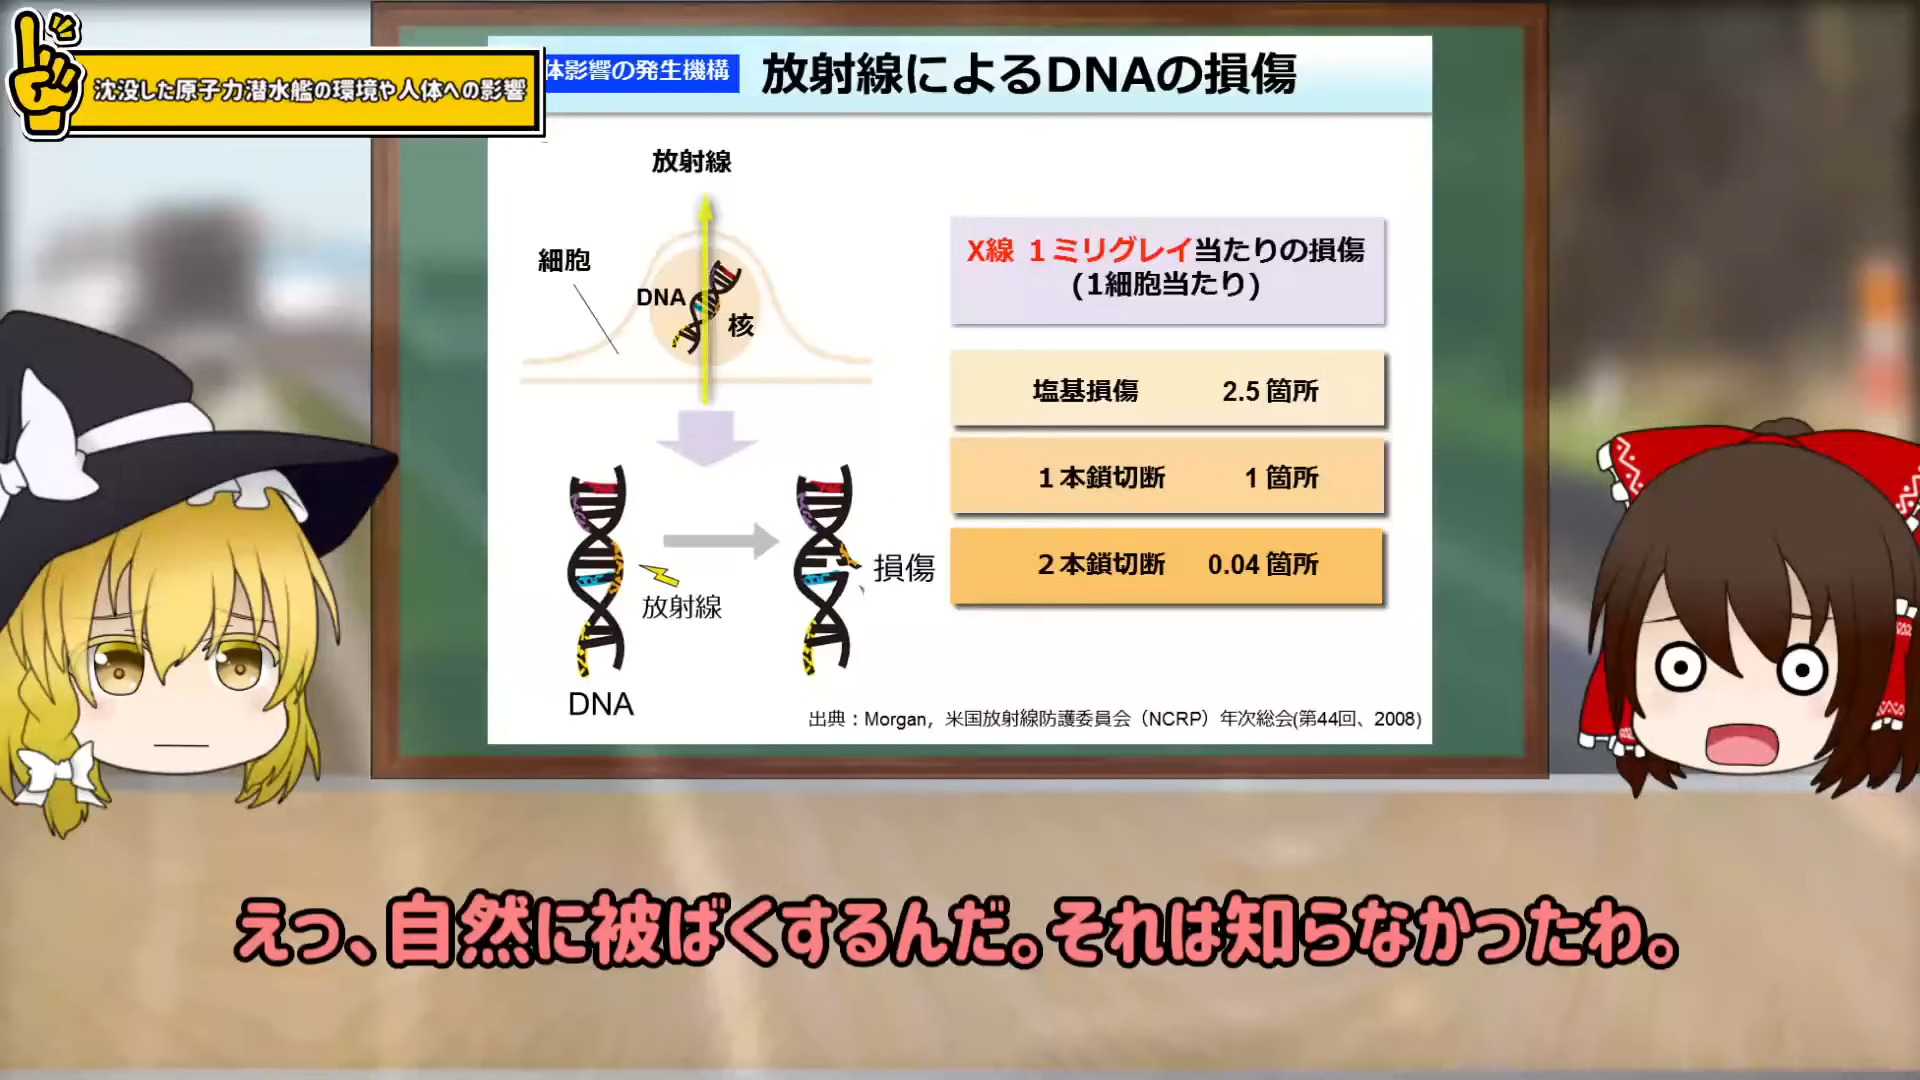 沈没した原子力潜水艦の環境や人体への影響
体影響の発生機構
放射線によるDNAの損傷
放射線
細胞
DNA
核
放射線
損傷
DNA
X線 1ミリグレイ当たりの損傷
(1細胞当たり)
塩基損傷 2.5 箇所
1本鎖切断 1 箇所
2本鎖切断 0.04 箇所
出典：Morgan，米国放射線防護委員会（NCRP）年次総会(第44回、2008)
えっ、自然に被ばくするんだ。それは知らなかったわ。